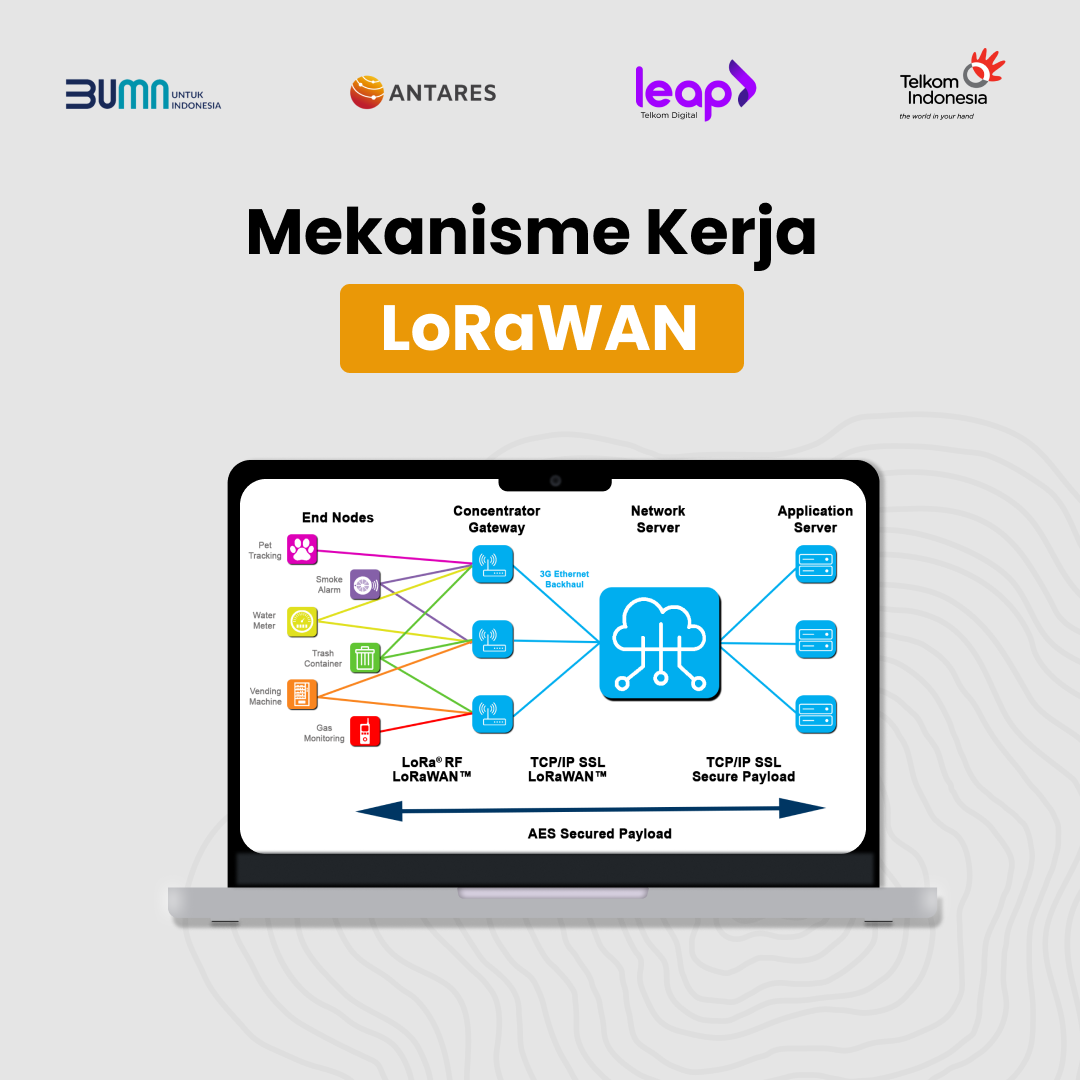 BUMN UNTUK
INDONESIA
ANTARES
leap
Telkom Digital
Telkom
Indonesia
the world in your hand
Mekanisme Kerja
LoRaWAN
End Nodes
Concentrator
Gateway
Network
Server
Application
Server
Pet
Tracking
Smoke
Alarm
Water
Meter
Trash
Container
Vending
Machine
Gas
Monitoring
3G Ethernet
Backhaul
LoRa® RF
LoRaWAN™
TCP/IP SSL
LoRaWAN™
TCP/IP SSL
Secure Payload
AES Secured Payload